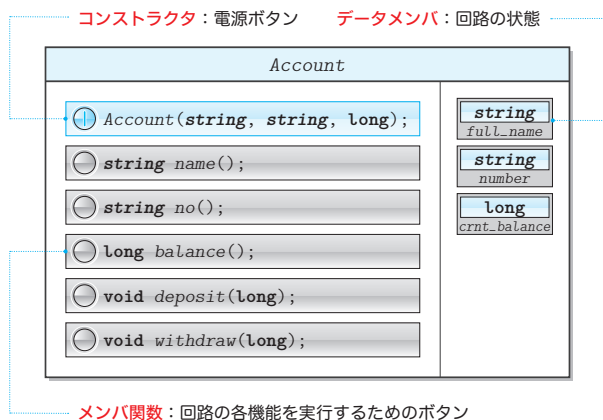 コンストラクタ：電源ボタン　データメンバ：回路の状態
Account
Account(string, string, long);
string name();
string no();
long balance();
void deposit(long);
void withdraw(long);
string
full_name
string
number
long
crnt_balance
メンバ関数：回路の各機能を実行するためのボタン